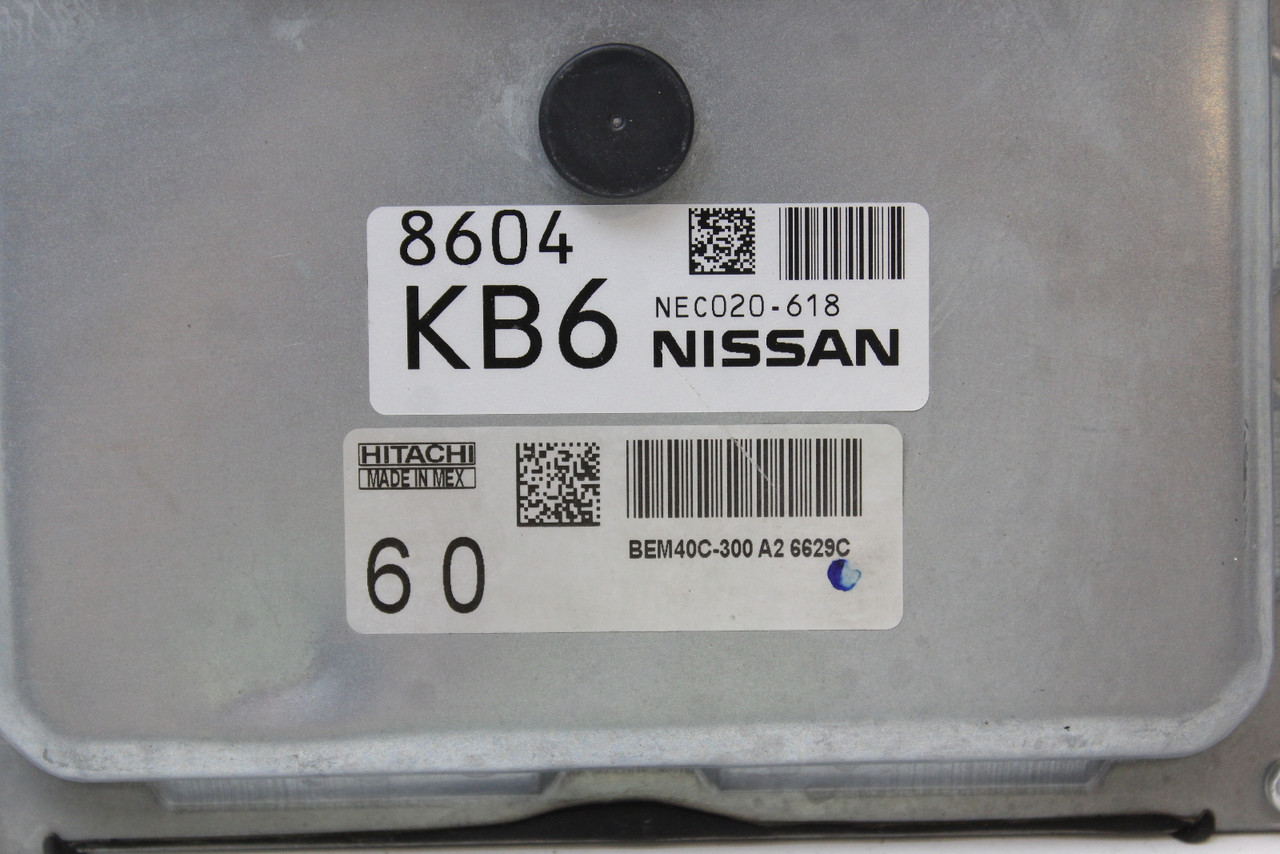 8604
KB6
NEC020-618
NISSAN
HITACHI
MADE IN MEX
60
BEM40C-300 A2 6629C